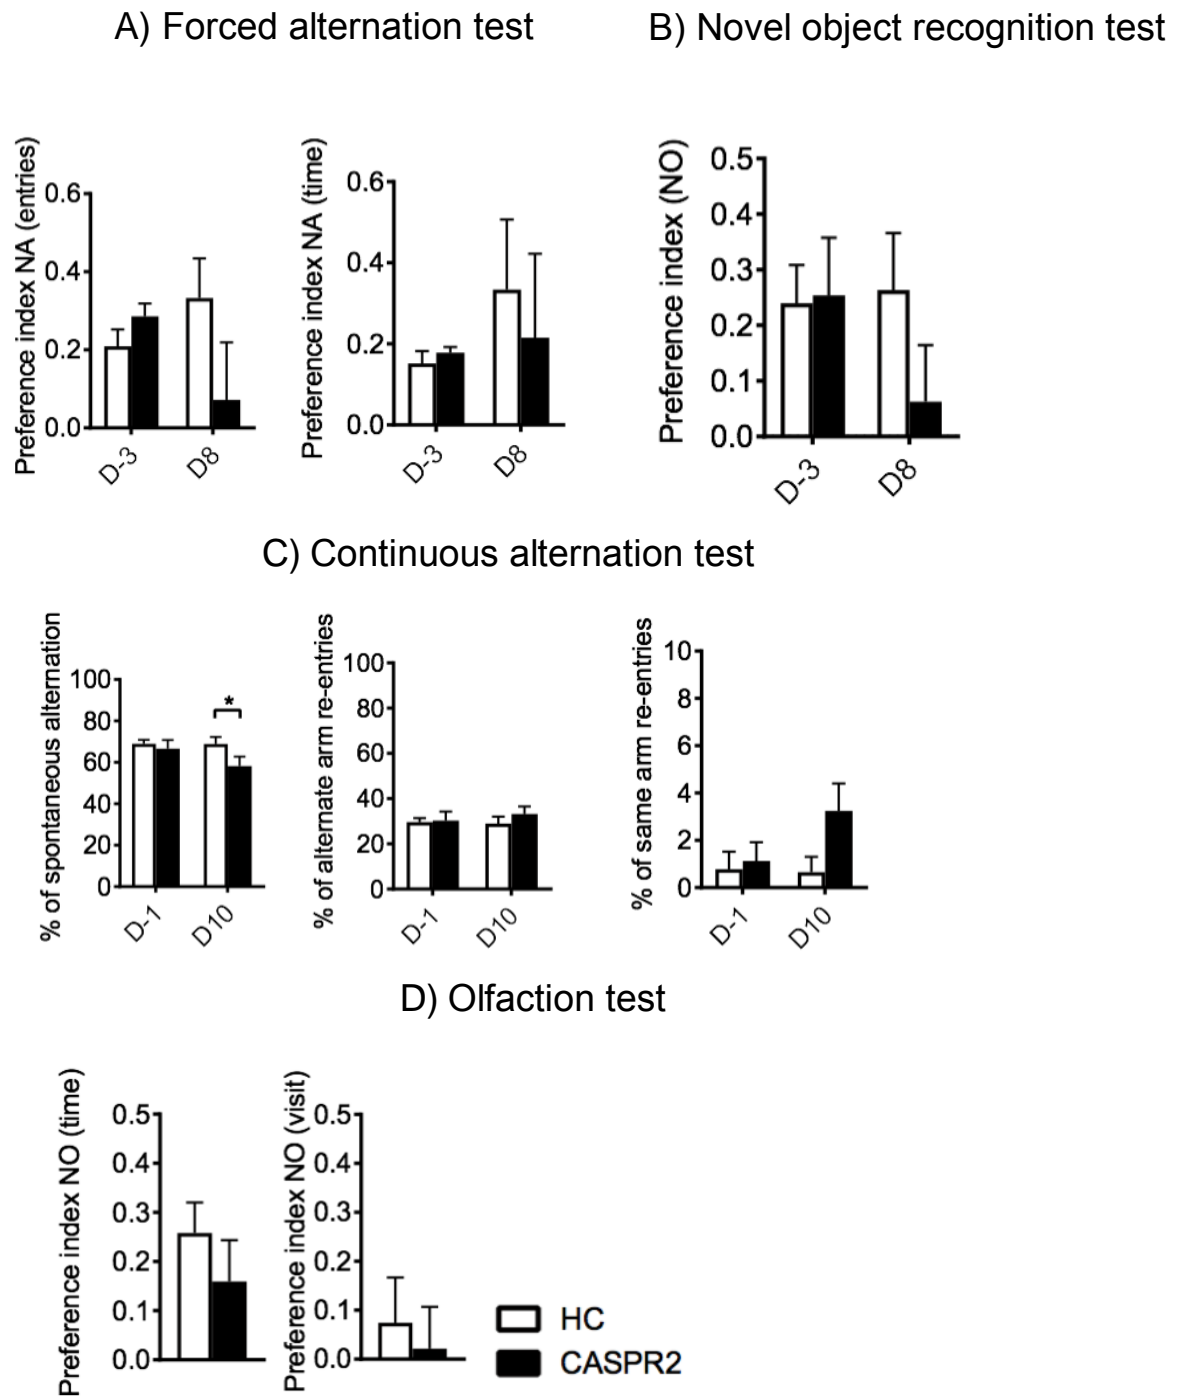 A) Forced alternation test
B) Novel object recognition test
Preference index NA (entries)
0.6
0.4
0.2
0.0
D-3
D8
Preference index NA (time)
0.6
0.4
0.2
0.0
D-3
D8
Preference index (NO)
0.5
0.4
0.3
0.2
0.1
0.0
D-3
D8
C) Continuous alternation test
% of spontaneous alternation
100
80
60
40
20
0
*
D-1
D10
% of alternate arm re-entries
100
80
60
40
20
0
D-1
D10
% of same arm re-entries
10
8
6
4
2
0
D-1
D10
D) Olfaction test
Preference index NO (time)
0.5
0.4
0.3
0.2
0.1
0.0
Preference index NO (visit)
0.5
0.4
0.3
0.2
0.1
0.0
HC
CASPR2